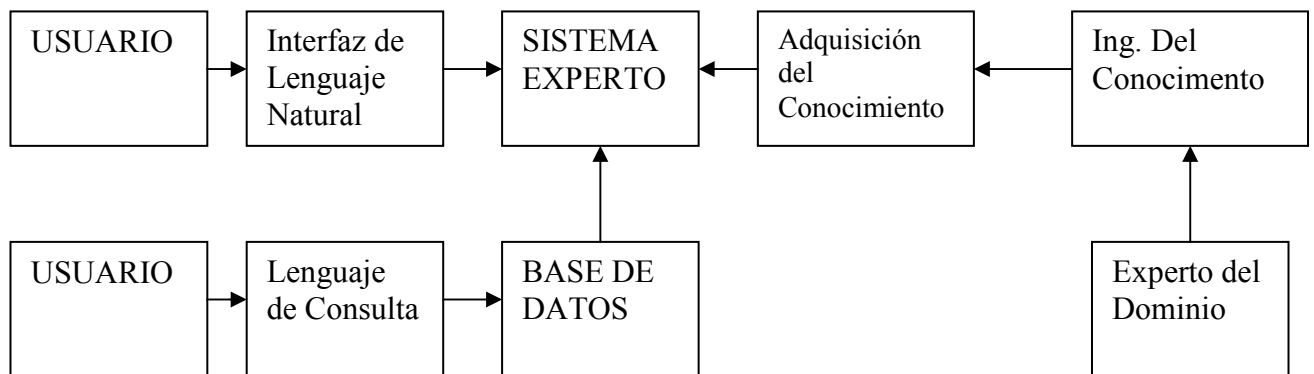 USUARIO
Interfaz de
Lenguaje
Natural
SISTEMA
EXPERTO
Adquisición
del
Conocimiento
Ing. Del
Conocimento
USUARIO
Lenguaje
de Consulta
BASE DE
DATOS
Experto del
Dominio